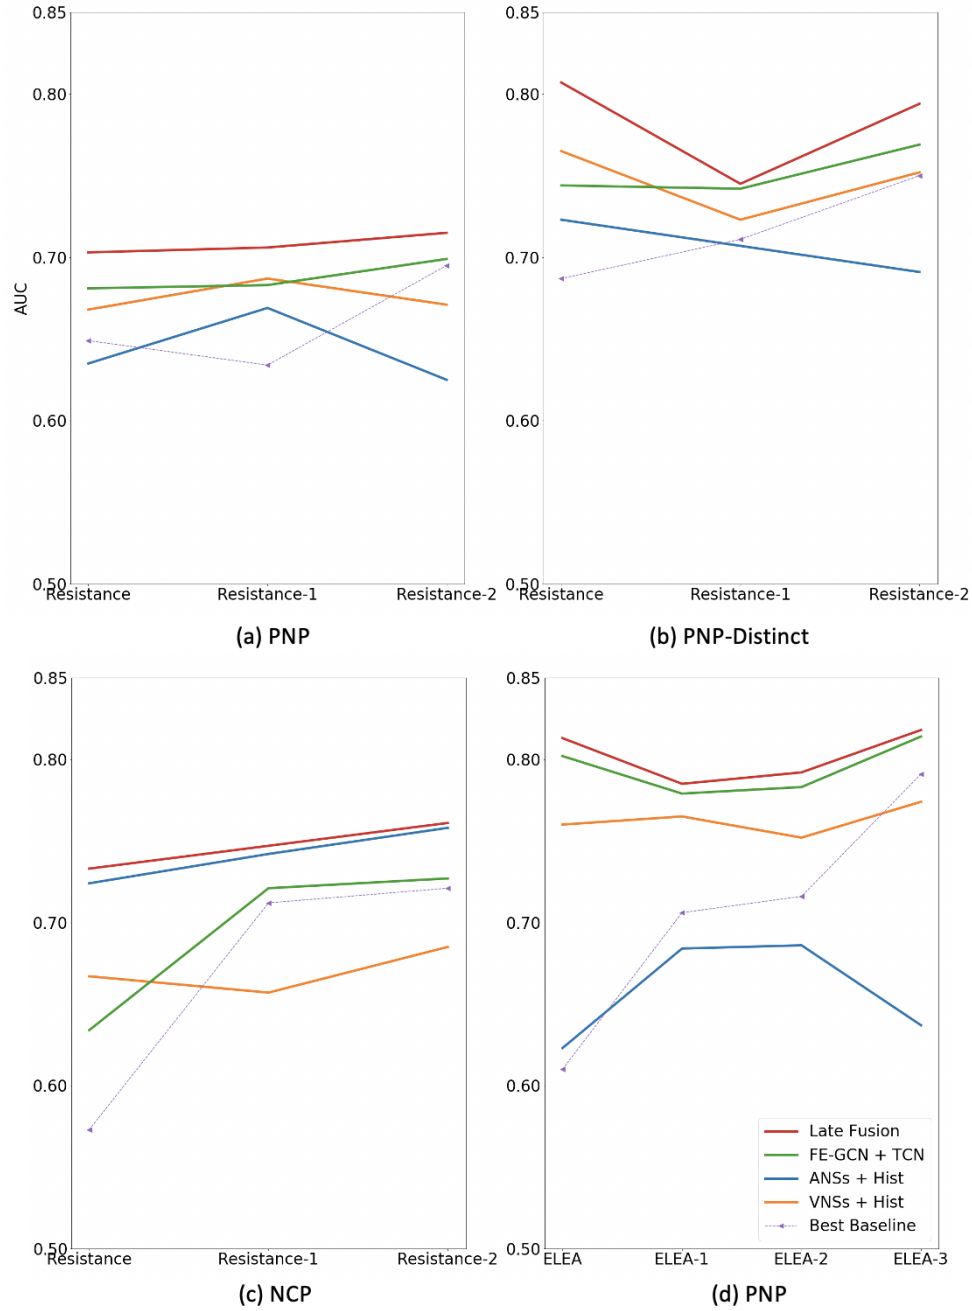 0.85
0.85
0.80
0.80
0.70
0.70
AUC
0.60
0.60
0.50
0.50
Resistance
Resistance-1
Resistance-2
Resistance
Resistance-1
Resistance-2
(a) PNP
(b) PNP-Distinct
0.85
0.85
0.80
0.80
0.70
0.70
0.60
0.60
0.50
0.50
Late Fusion
FE-GCN + TCN
ANSs + Hist
VNSs + Hist
Best Baseline
Resistance
Resistance-1
Resistance-2
ELEA
ELEA-1
ELEA-2
ELEA-3
(c) NCP
(d) PNP